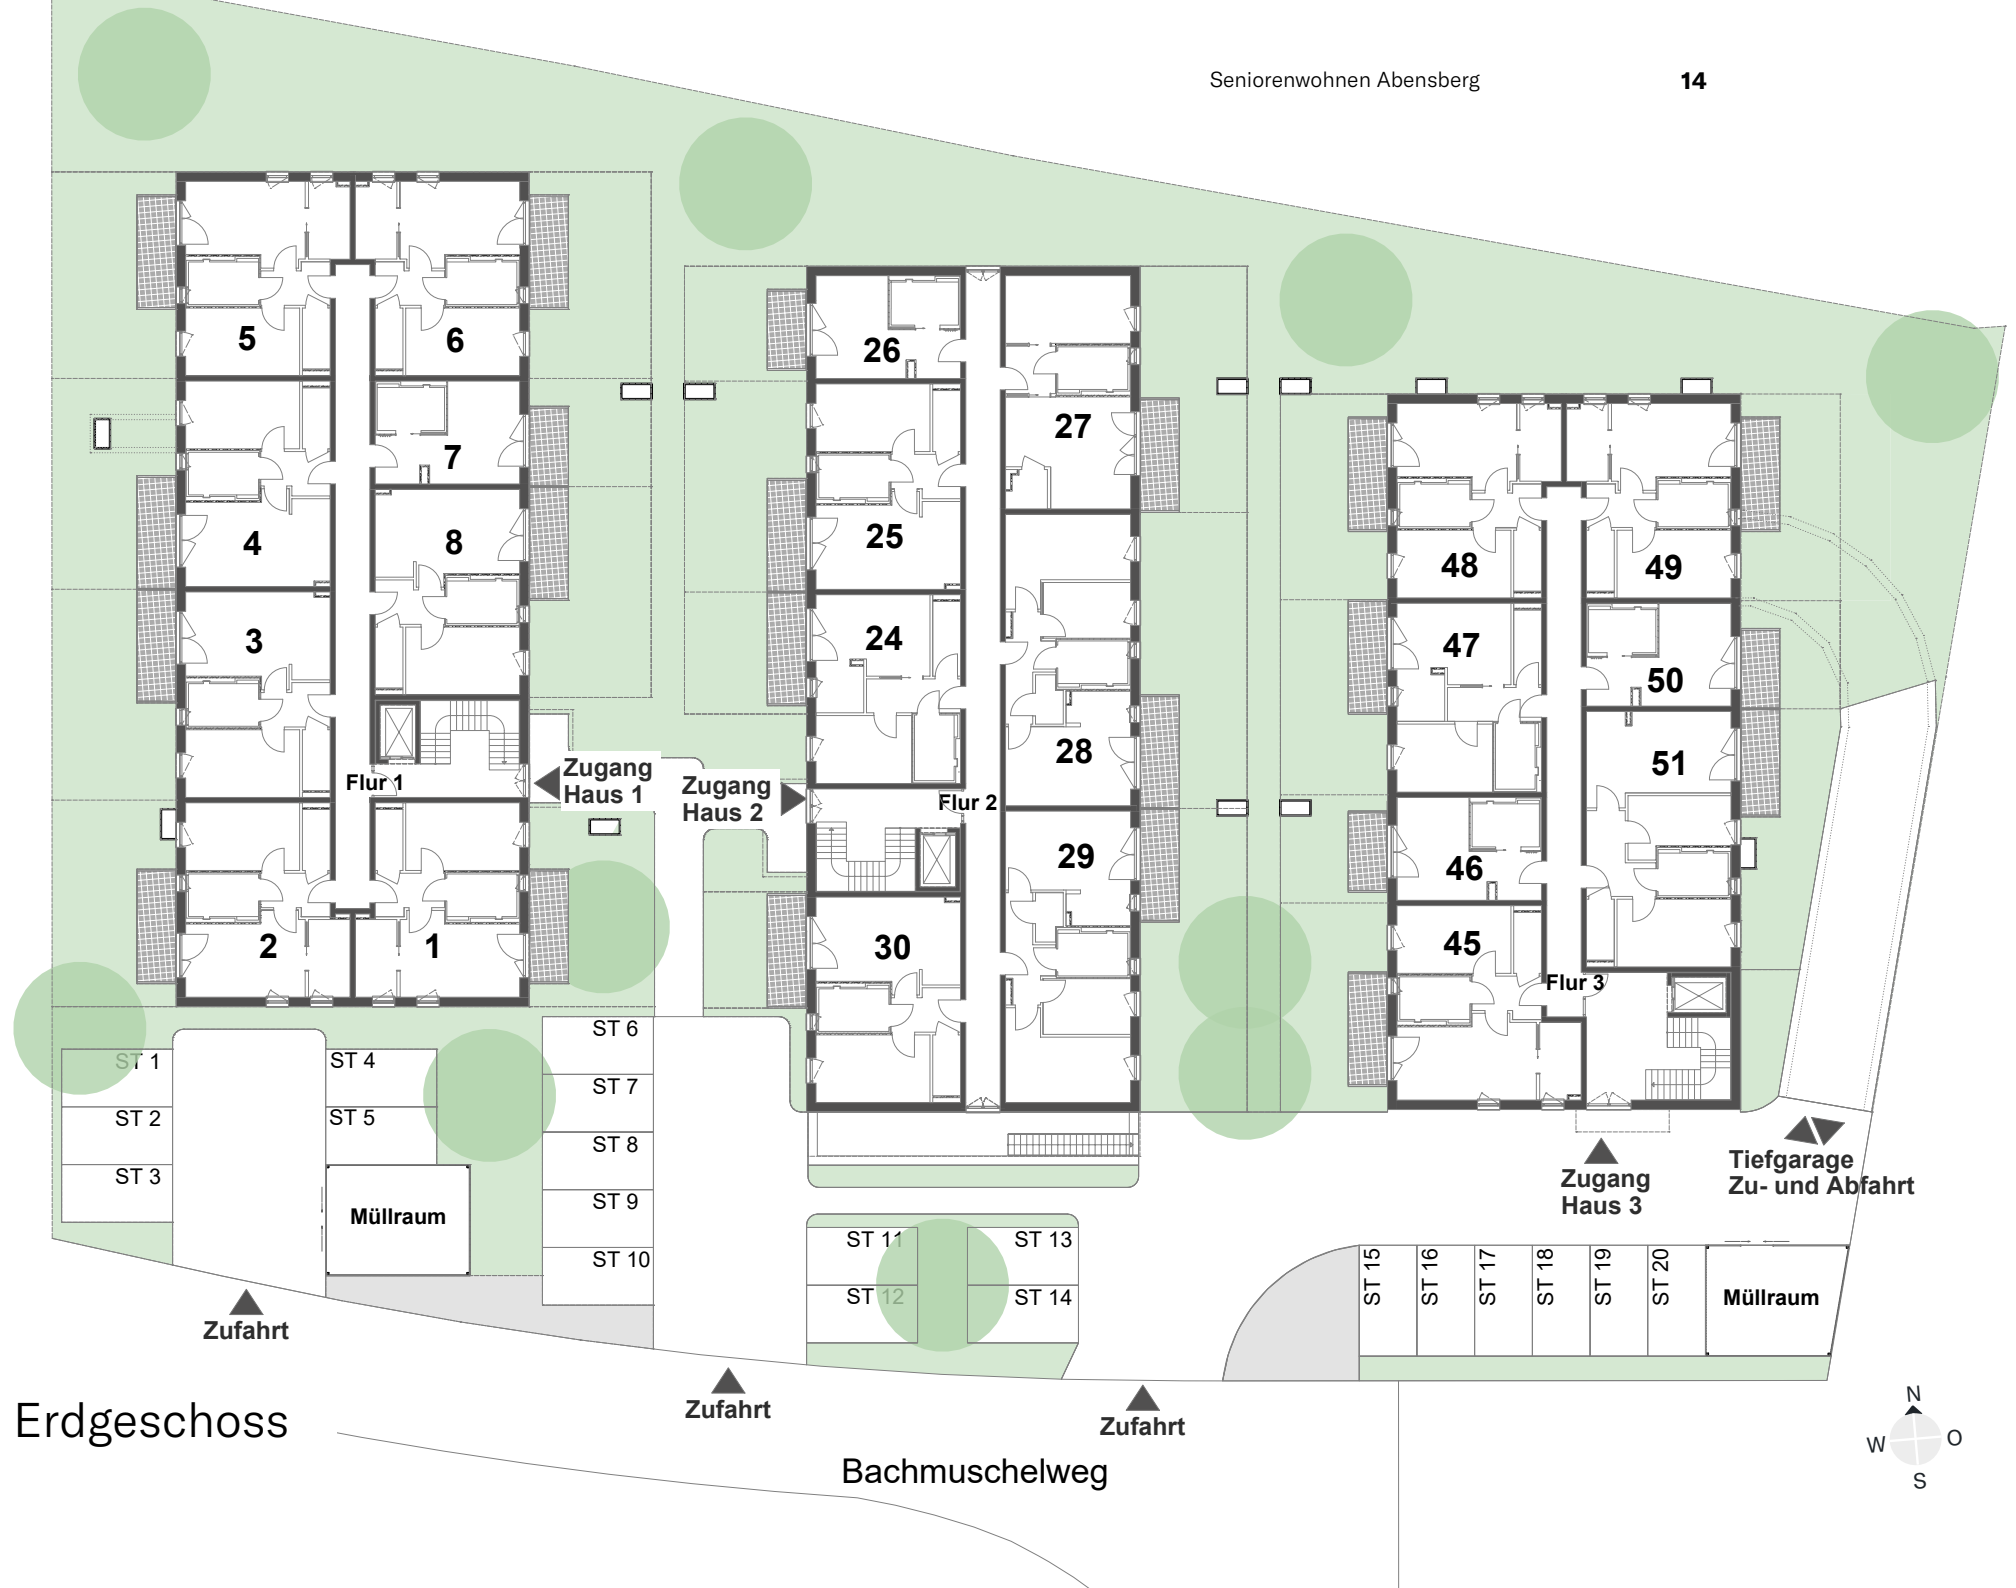 Seniorenwohnen Abensberg 14
5
6
7
4
8
3
Flur 1
Zugang
Haus 1
2
1
26
27
25
24
28
Zugang
Haus 2
Flur 2
29
30
48
49
47
50
51
46
45
Flur 3
ST 1
ST 2
ST 3
ST 4
ST 5
Müllraum
ST 6
ST 7
ST 8
ST 9
ST 10
ST 11
ST 12
ST 13
ST 14
Zugang
Haus 3
Tiefgarage
Zu- und Abfahrt
ST 15
ST 16
ST 17
ST 18
ST 19
ST 20
Müllraum
Zufahrt
Zufahrt
Zufahrt
Erdgeschoss
Bachmuschelweg
N
W
O
S